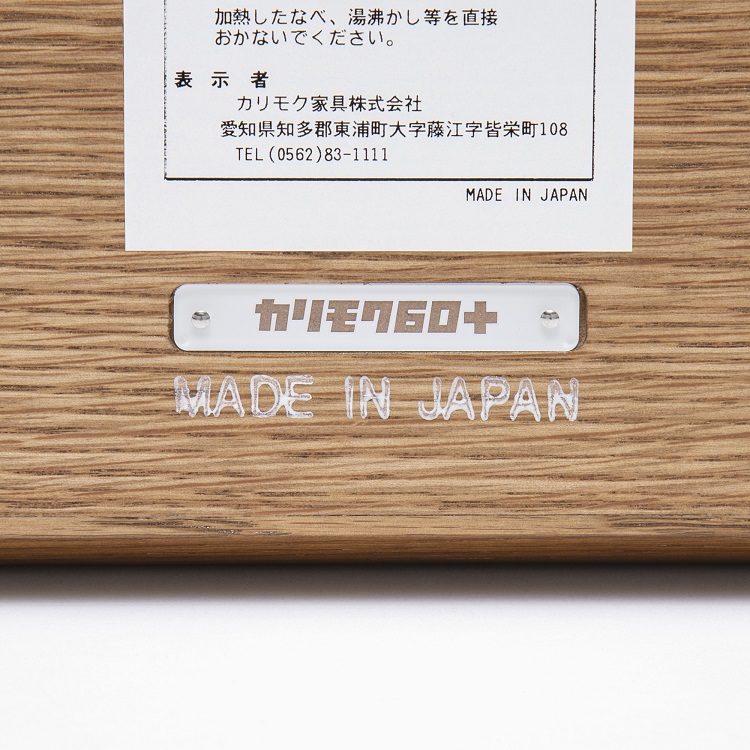 加熱したなべ、湯沸かし等を直接
おかないでください。
表 示 者
カリモク家具株式会社
愛知県知多郡東浦町大字藤江字皆栄町108
TEL(0562)83-1111
MADE IN JAPAN
カリモク60+
MADE IN JAPAN